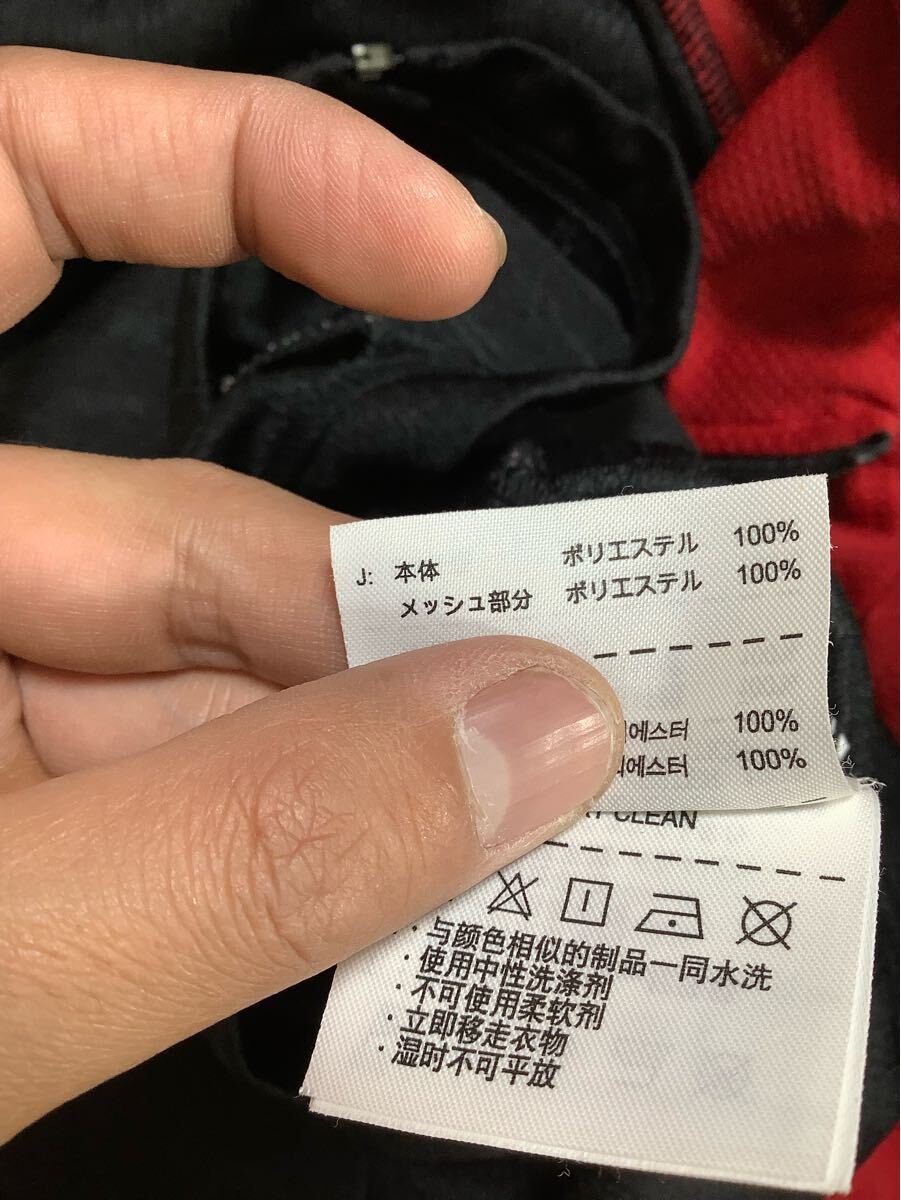 J: 本体 ポリエステル 100%
メッシュ部分 ポリエステル 100%
에스터 100%
에스터 100%
CLEAN
· 与颜色相似的制品一同水洗
· 使用中性洗涤剂
· 不可使用柔软剂
· 立即移走衣物
· 湿时不可平放